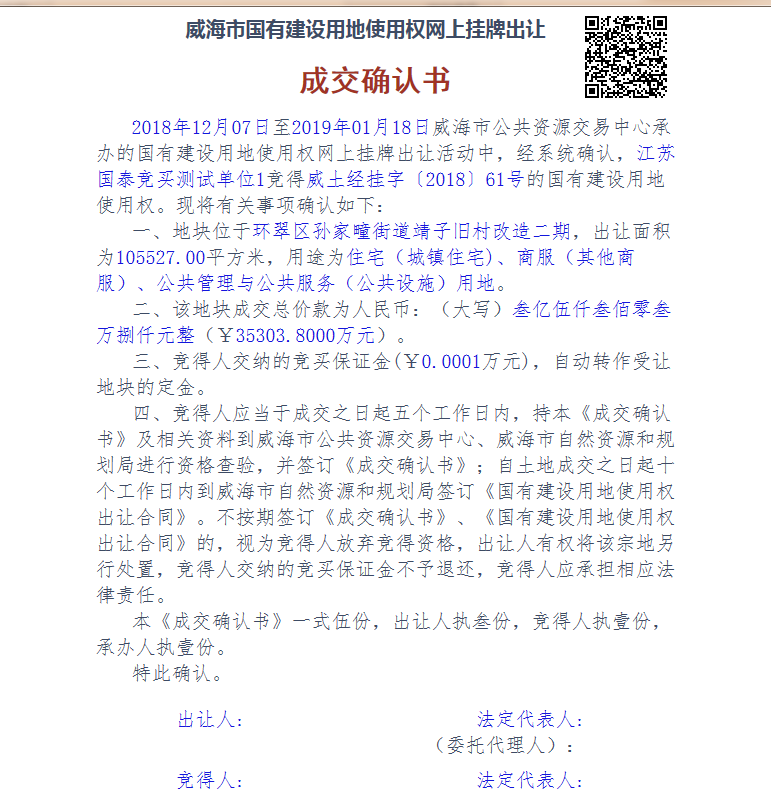 威海市国有建设用地使用权网上挂牌出让
成交确认书
2018年12月07日至2019年01月18日威海市公共资源交易中心承
办的国有建设用地使用权网上挂牌出让活动中，经系统确认，江苏
国泰竞买测试单位1竞得威土经挂字〔2018〕61号的国有建设用地
使用权。现将有关事项确认如下：
一、地块位于环翠区孙家疃街道靖子旧村改造二期，出让面积
为105527.00平方米，用途为住宅（城镇住宅)、商服（其他商
服）、公共管理与公共服务（公共设施）用地。
二、该地块成交总价款为人民币：（大写）叁亿伍仟叁佰零叁
万捌仟元整（￥35303.8000万元）。
三、竞得人交纳的竞买保证金(￥0.0001万元)，自动转作受让
地块的定金。
四、竞得人应当于成交之日起五个工作日内，持本《成交确认
书》及相关资料到威海市公共资源交易中心、威海市自然资源和规
划局进行资格查验，并签订《成交确认书》；自土地成交之日起十
个工作日内到威海市自然资源和规划局签订《国有建设用地使用权
出让合同》。不按期签订《成交确认书》、《国有建设用地使用权
出让合同》的，视为竞得人放弃竞得资格，出让人有权将该宗地另
行处置，竞得人交纳的竞买保证金不予退还，竞得人应承担相应法
律责任。
本《成交确认书》一式伍份，出让人执叁份，竞得人执壹份，
承办人执壹份。
特此确认。
出让人: 法定代表人:
（委托代理人）:
竞得人: 法定代表人: